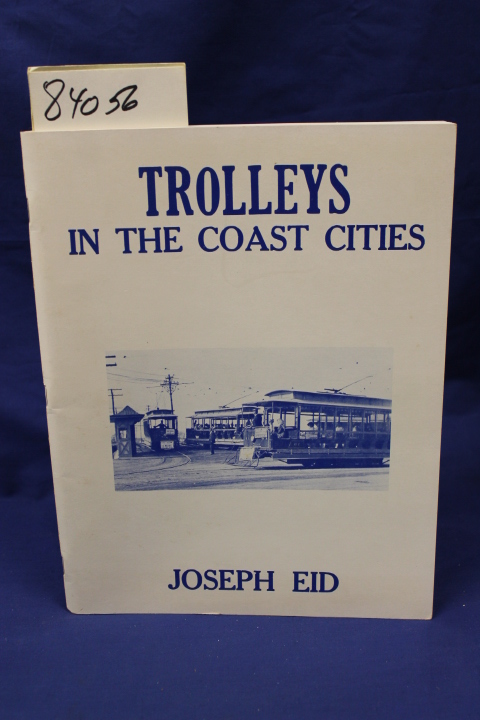 84056
TROLLEYS
IN THE COAST CITIES
JOSEPH EID